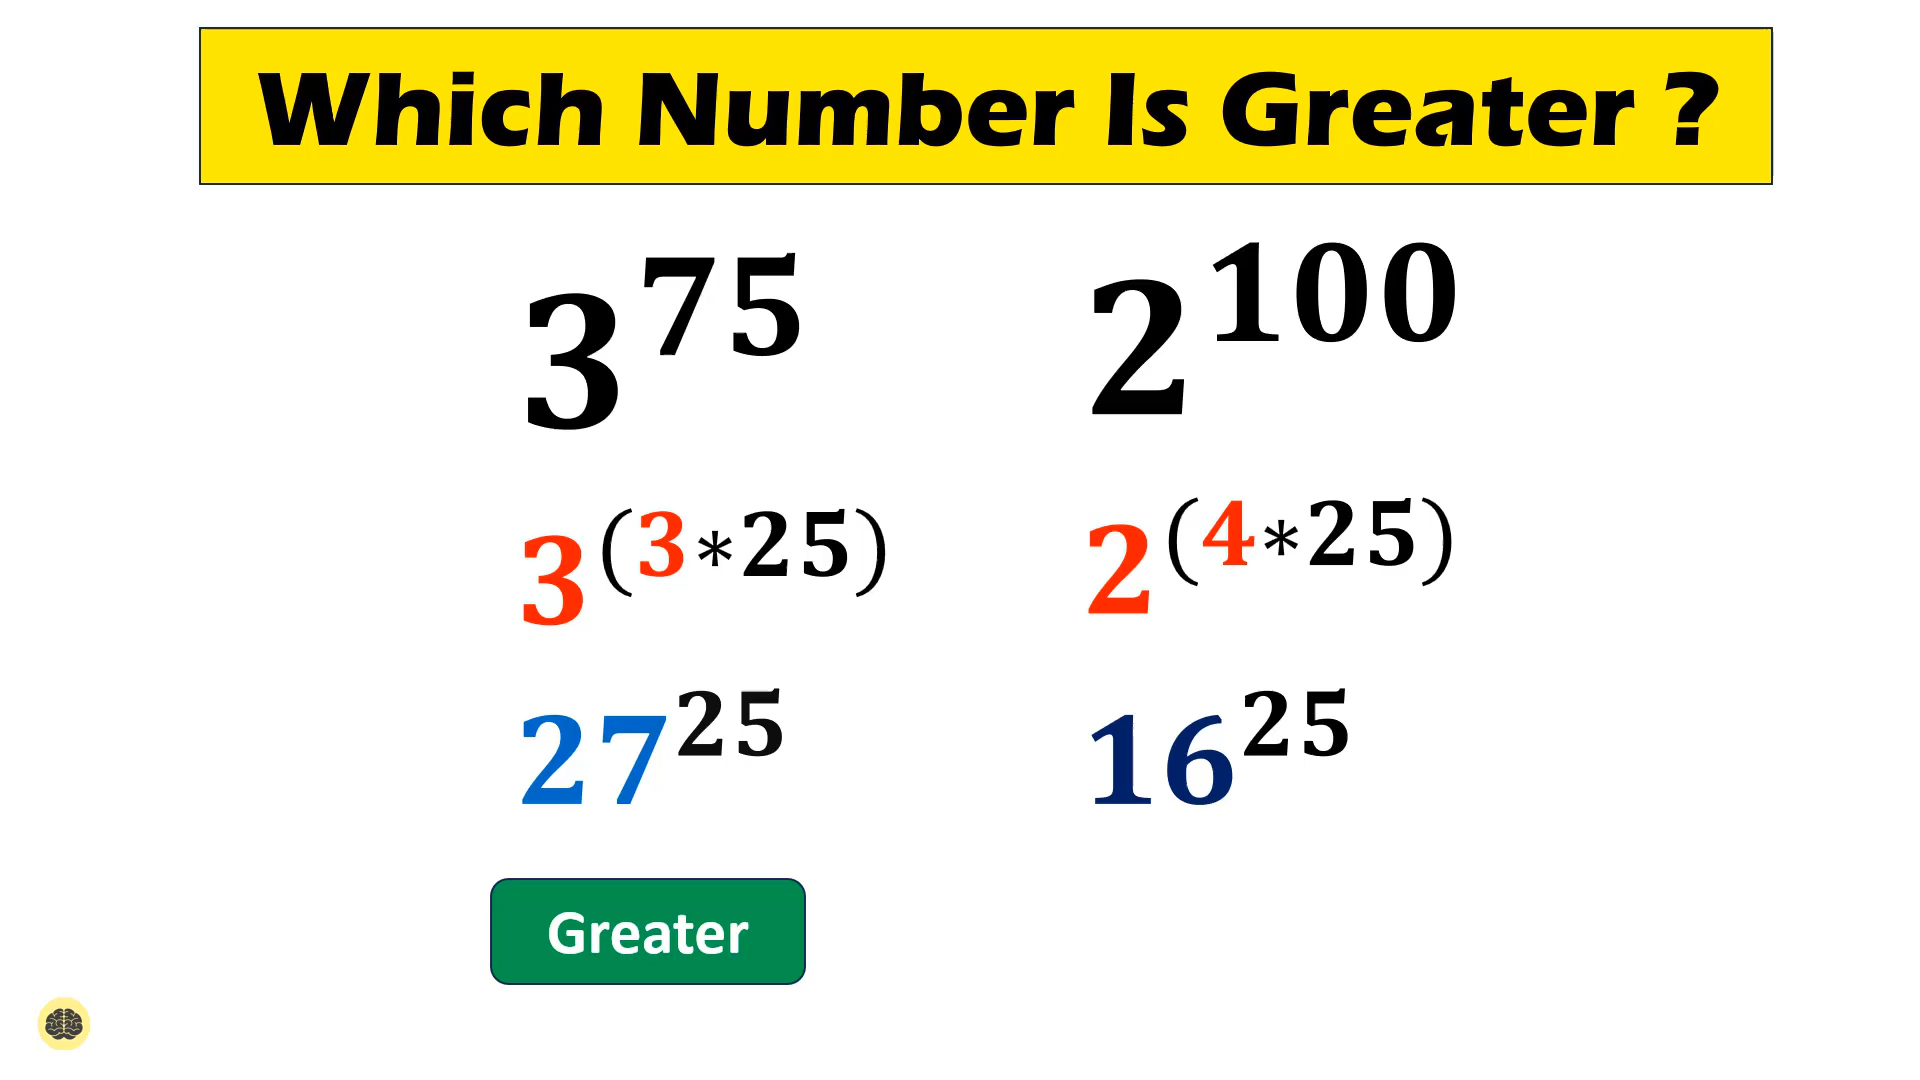 Which Number Is Greater ?
3^75 2^100
3^(3*25) 2^(4*25)
27^25 16^25
Greater